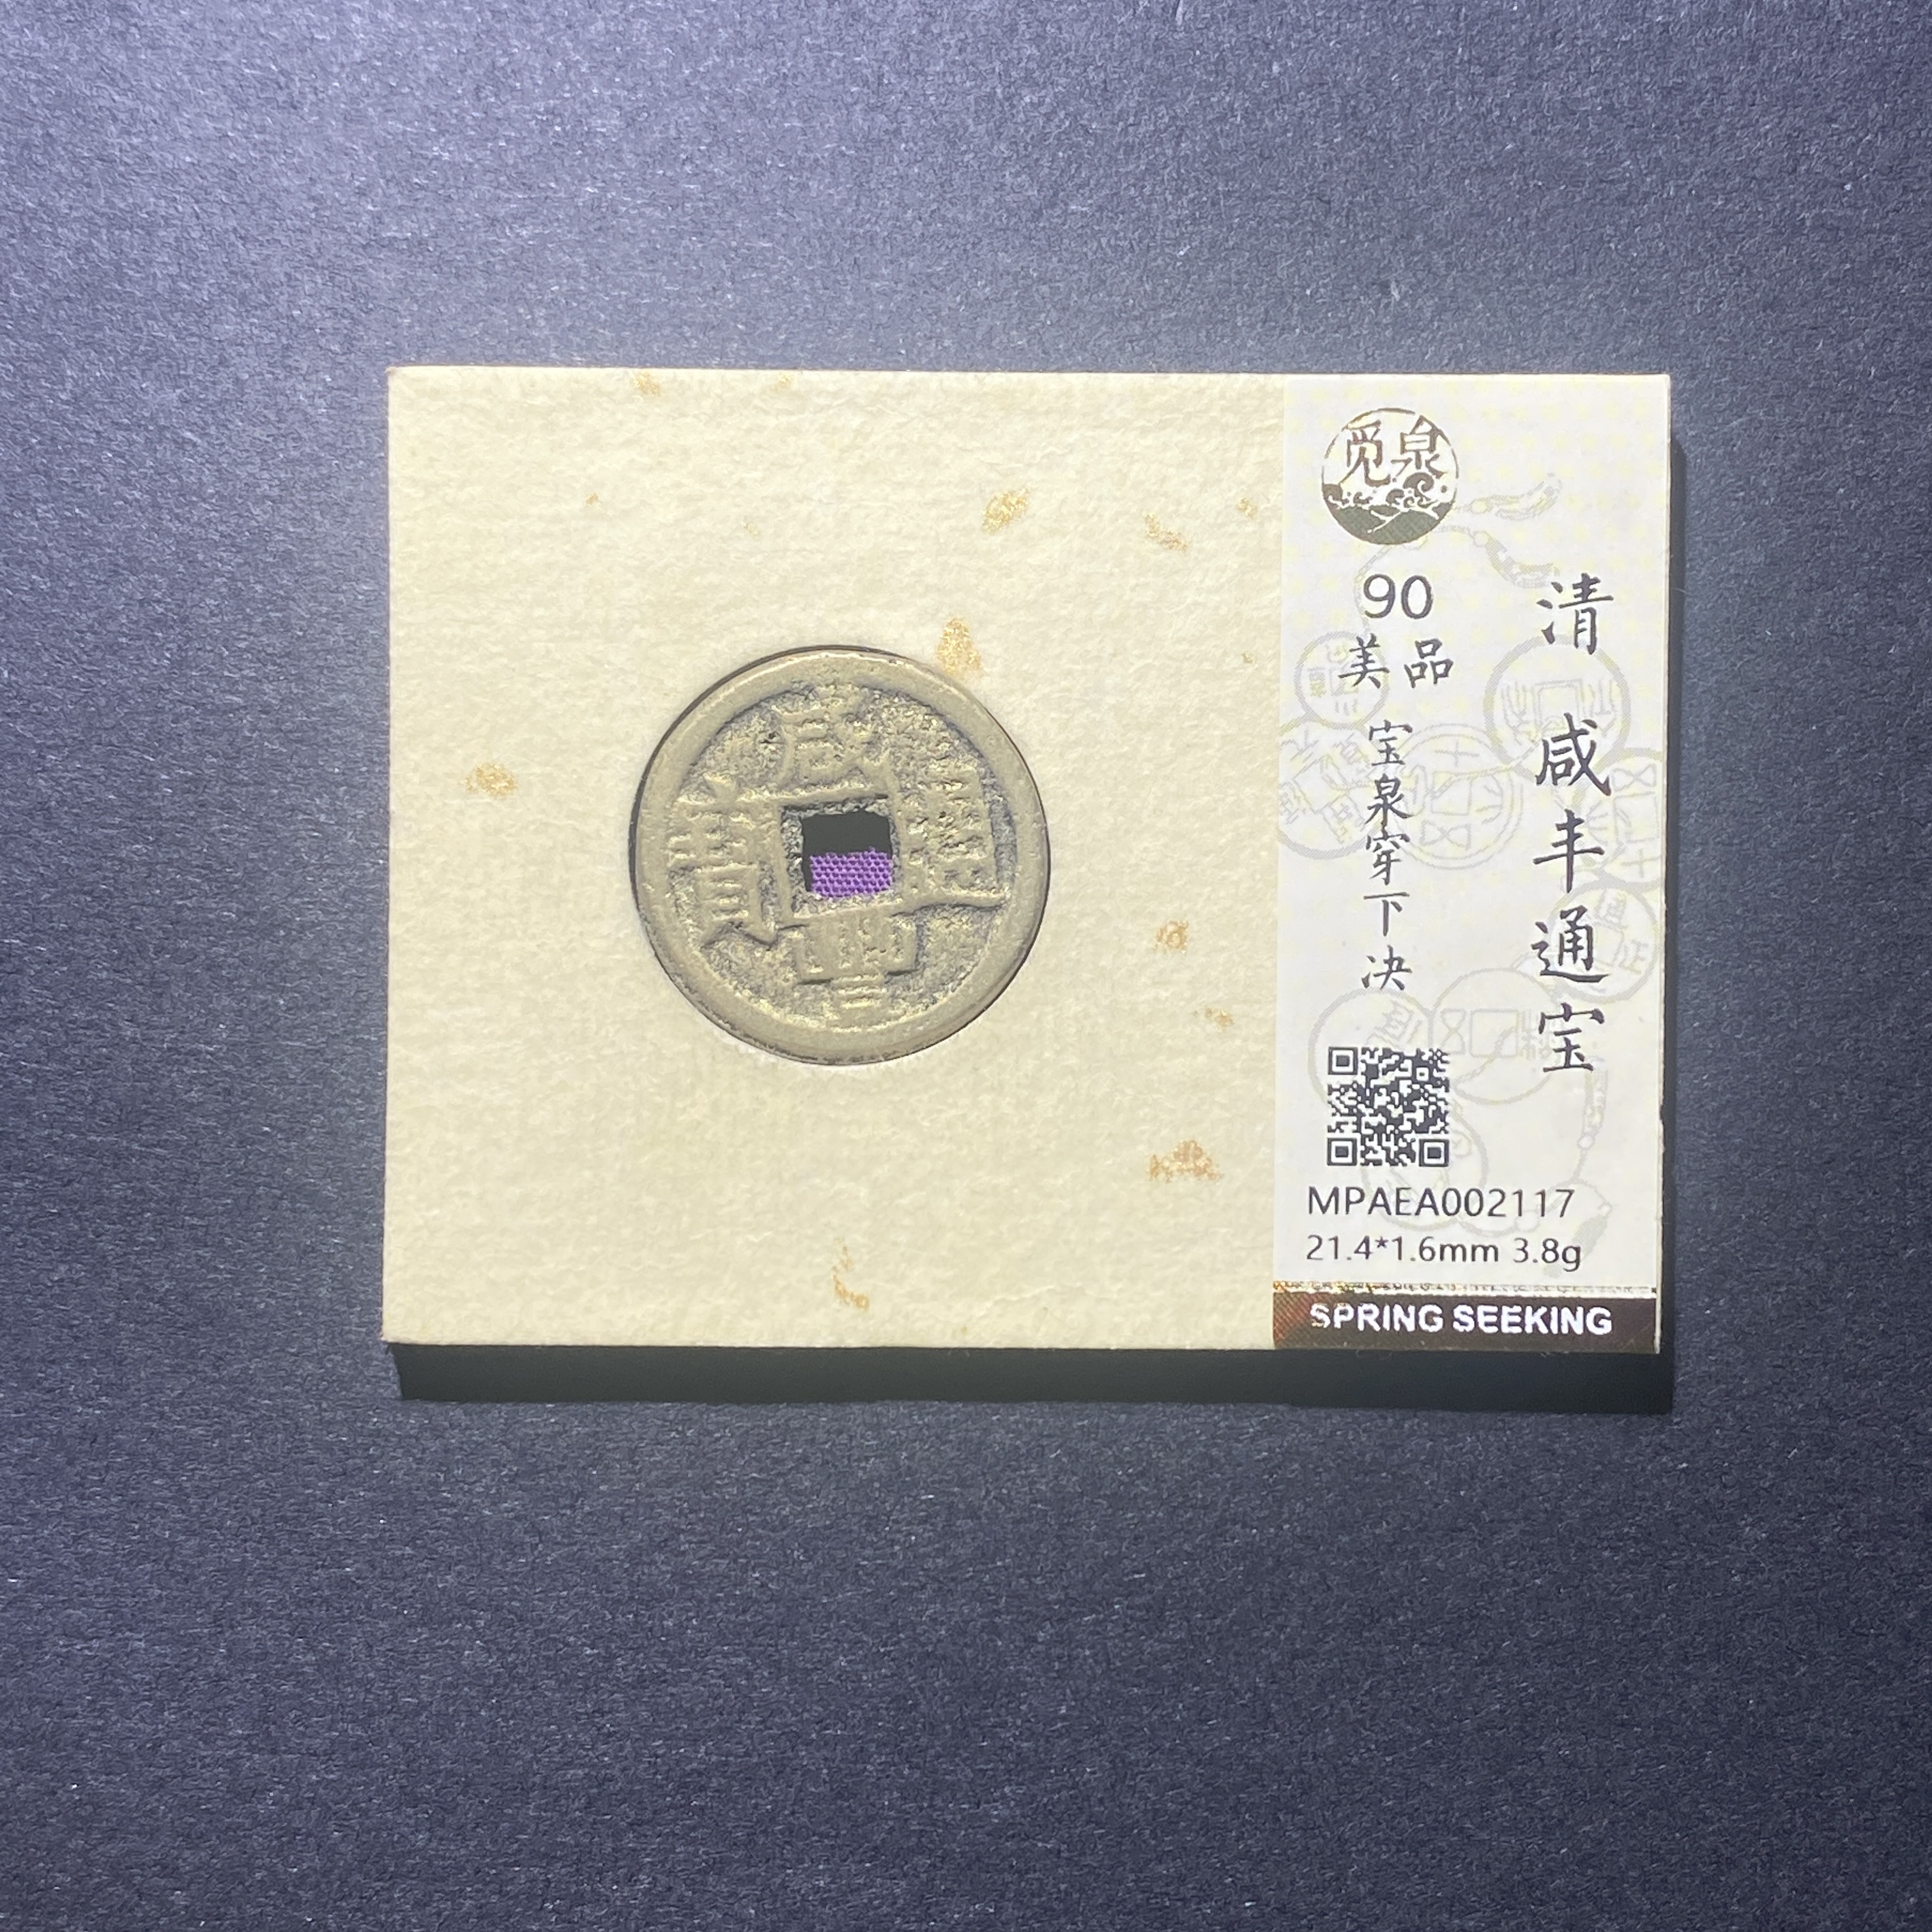 咸豐通寶
覓泉
90
美品
宝泉穿下决
清咸丰通宝
MPAEA002117
21.4*1.6mm 3.8g
SPRING SEEKING